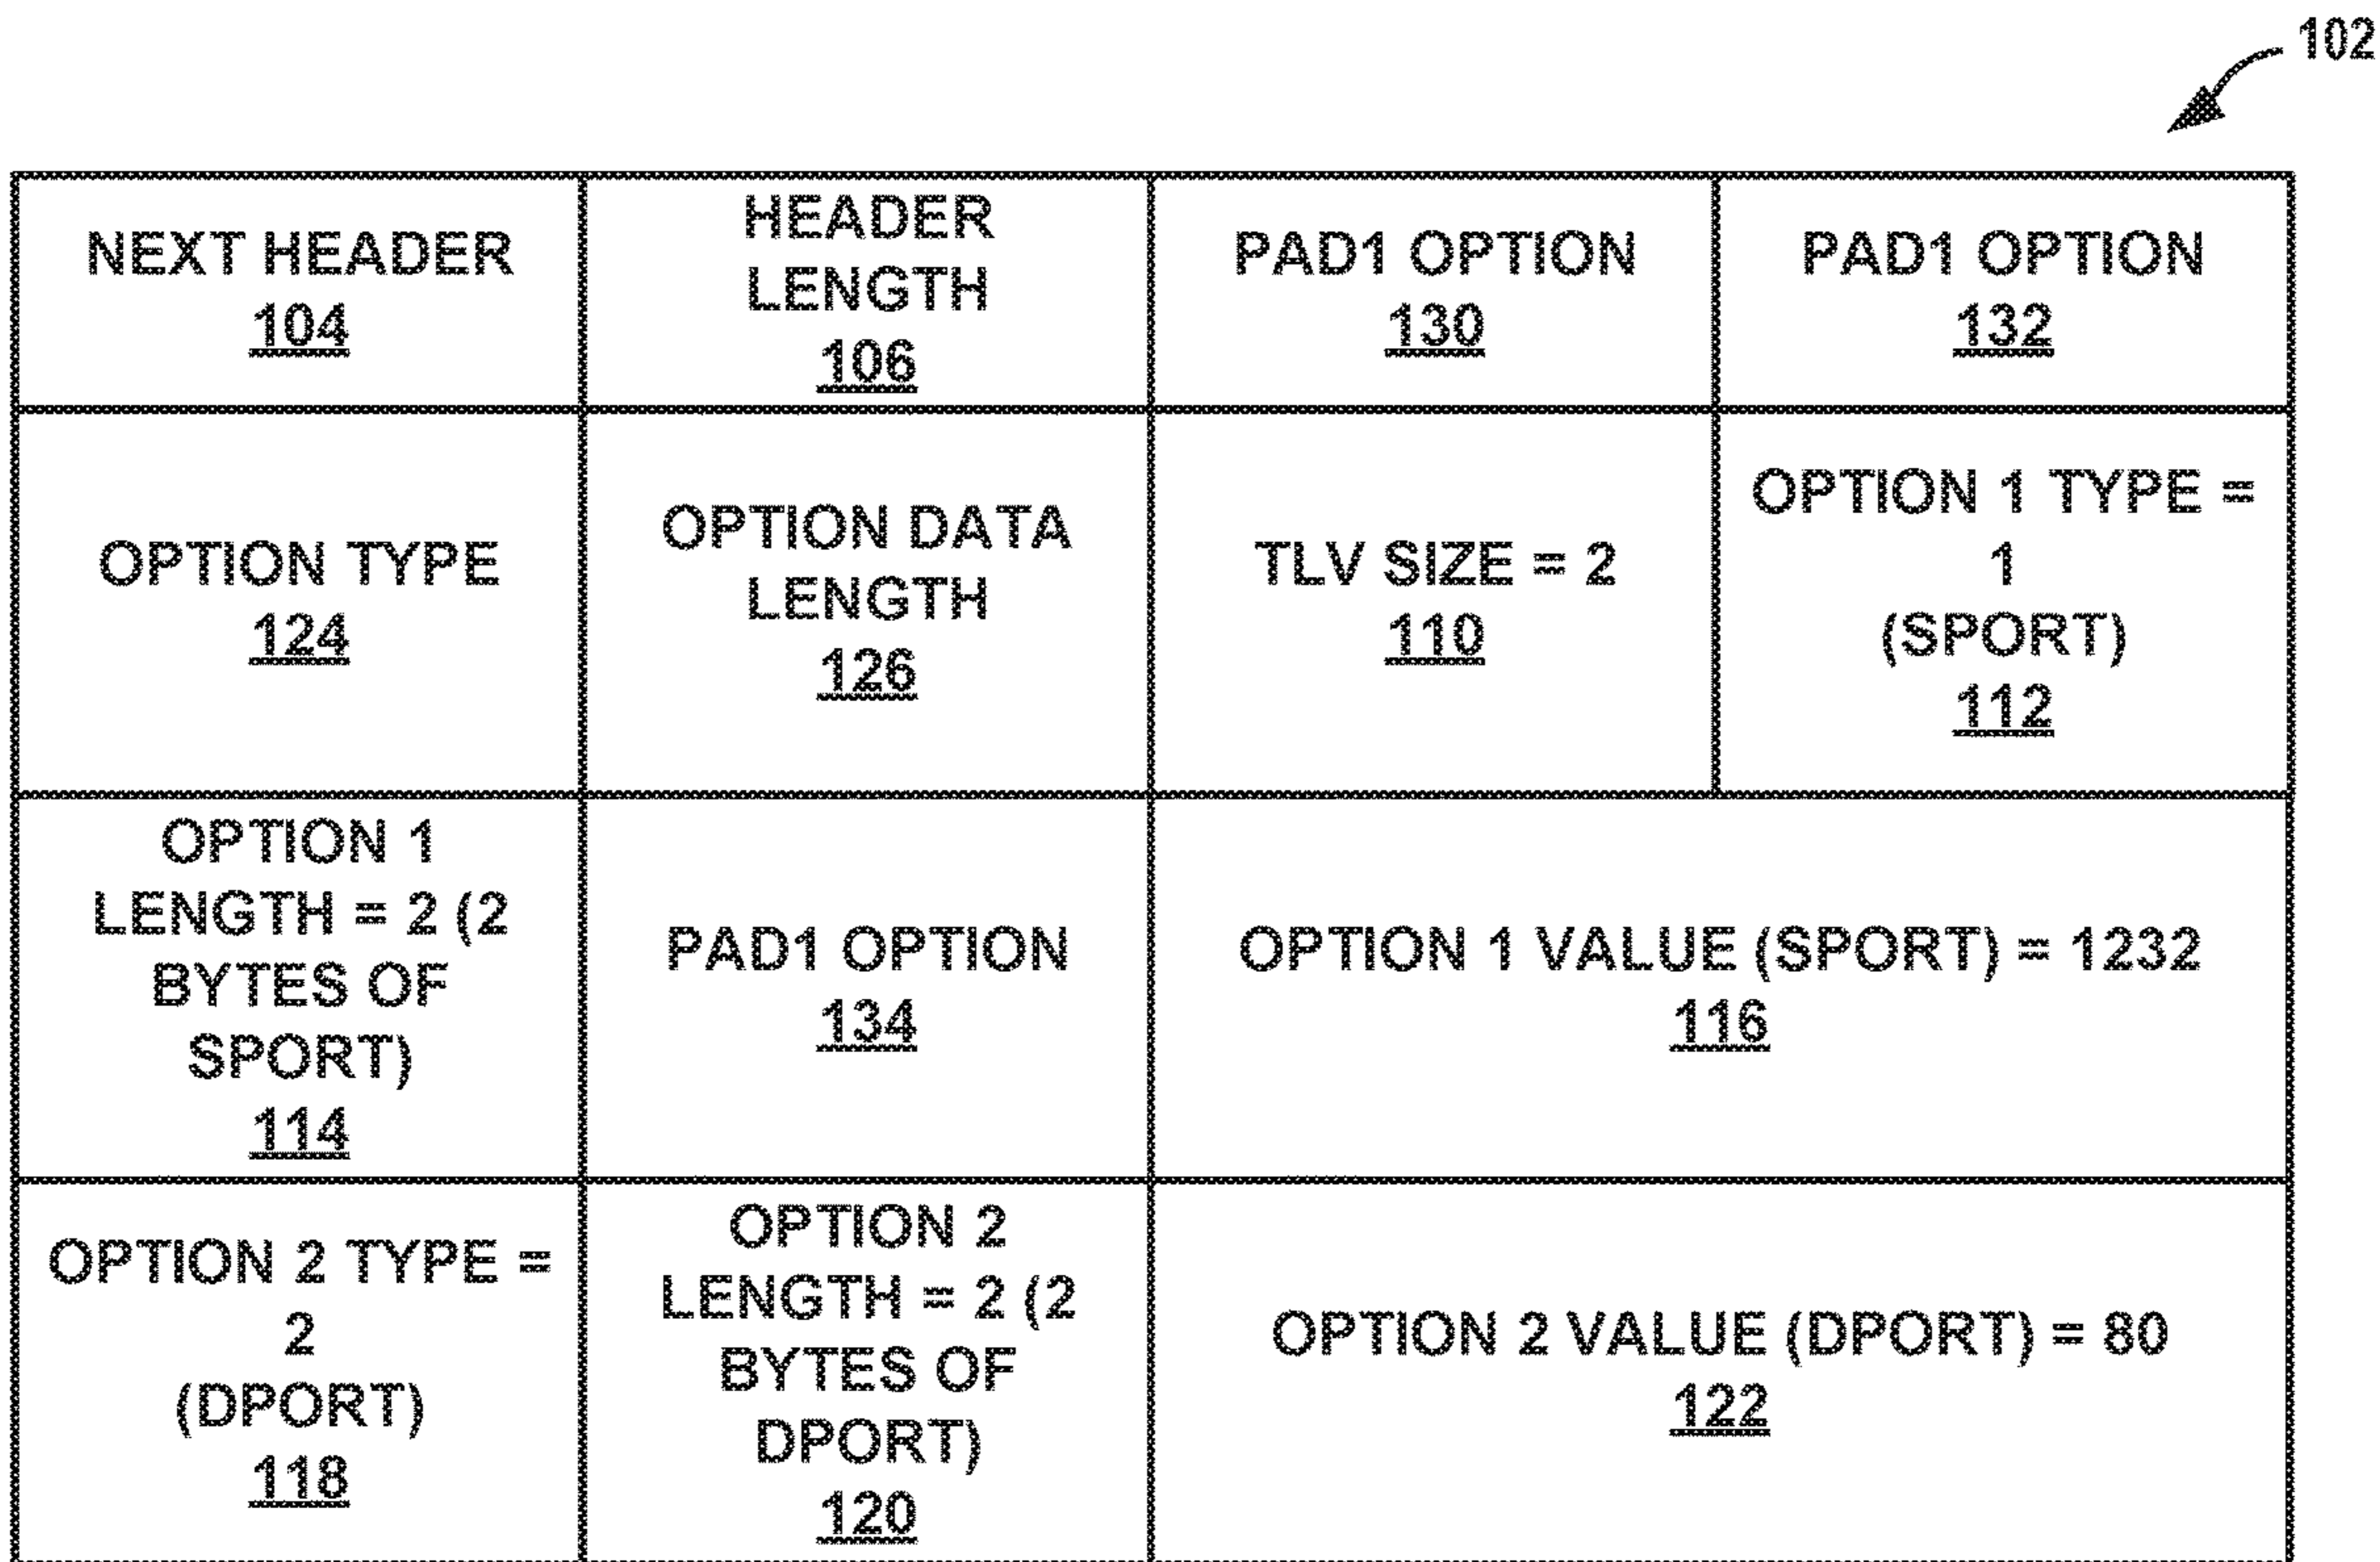 102
NEXT HEADER
104
HEADER
LENGTH
106
PAD1 OPTION
130
PAD1 OPTION
132
OPTION TYPE
124
OPTION DATA
LENGTH
126
TLV SIZE = 2
110
OPTION 1 TYPE =
1
(SPORT)
112
OPTION 1
LENGTH = 2 (2
BYTES OF
SPORT)
114
PAD1 OPTION
134
OPTION 1 VALUE (SPORT) = 1232
116
OPTION 2 TYPE =
2
(DPORT)
118
OPTION 2
LENGTH = 2 (2
BYTES OF
DPORT)
120
OPTION 2 VALUE (DPORT) = 80
122